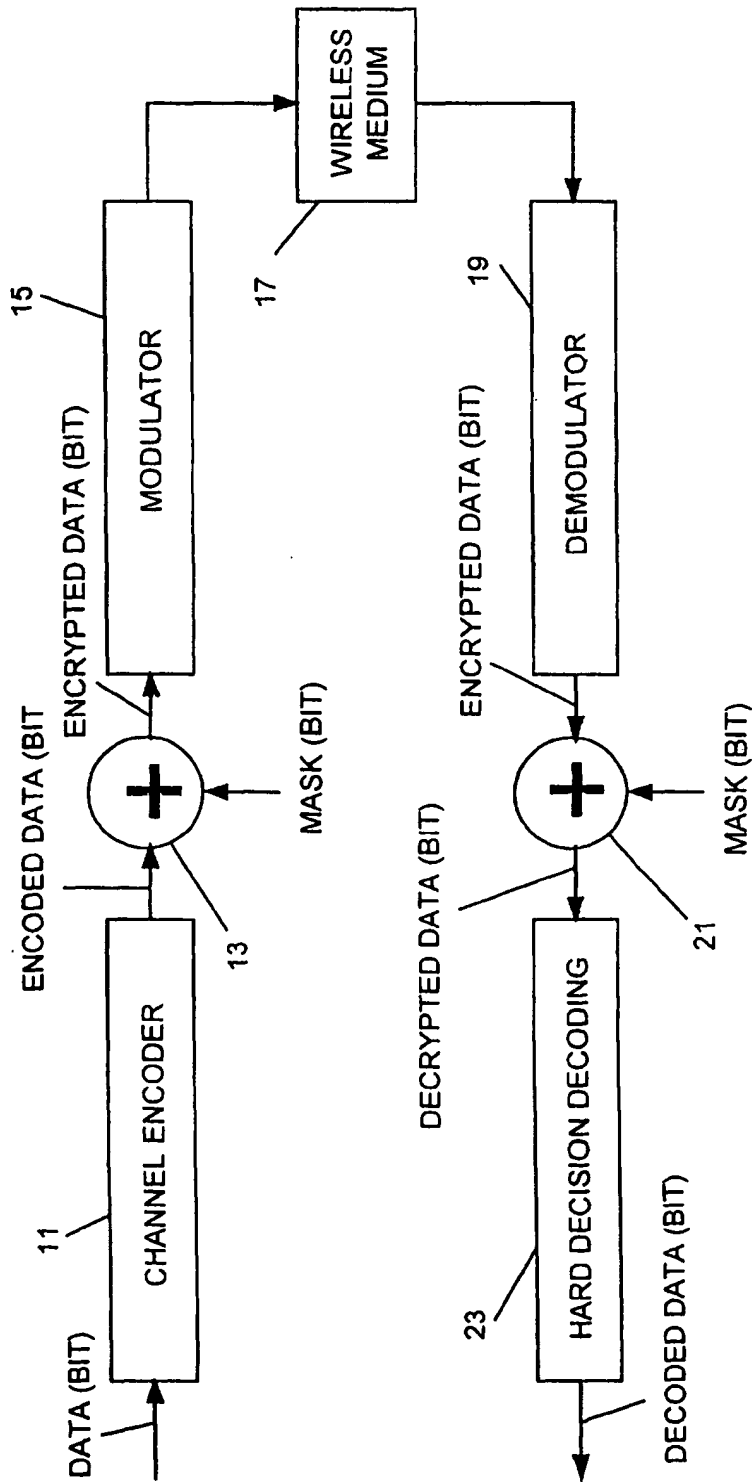 DATA (BIT)
11
CHANNEL ENCODER
ENCODED DATA (BIT
13
MASK (BIT)
ENCRYPTED DATA (BIT)
15
MODULATOR
17
WIRELESS
MEDIUM
19
DEMODULATOR
ENCRYPTED DATA (BIT)
MASK (BIT)
21
DECRYPTED DATA (BIT)
23
HARD DECISION DECODING
DECODED DATA (BIT)